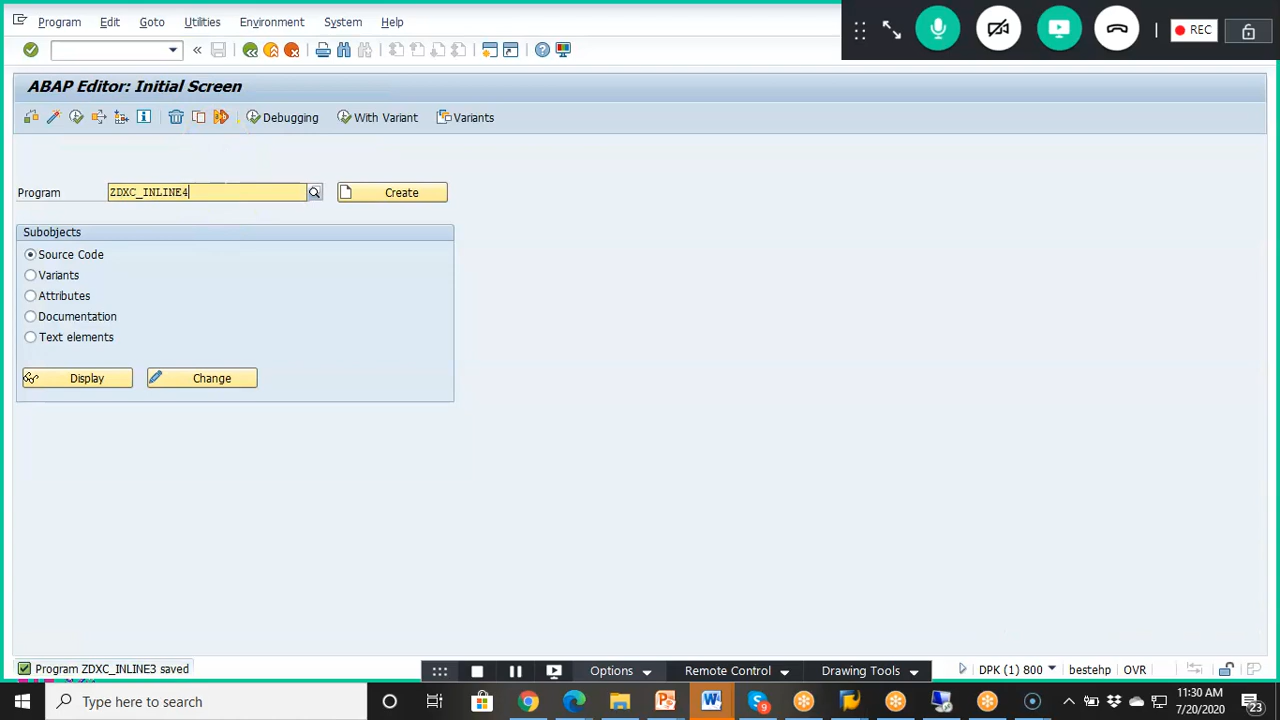 Program Edit Goto Utilities Environment System Help
REC
ABAP Editor: Initial Screen
Debugging With Variant Variants
Program ZDXC_INLINE4 Create
Subobjects
Source Code
Variants
Attributes
Documentation
Text elements
Display Change
Program ZDXC_INLINE3 saved
Options Remote Control Drawing Tools
DPK (1) 800 bestehp OVR
Type here to search
11:30 AM
7/20/2020
23